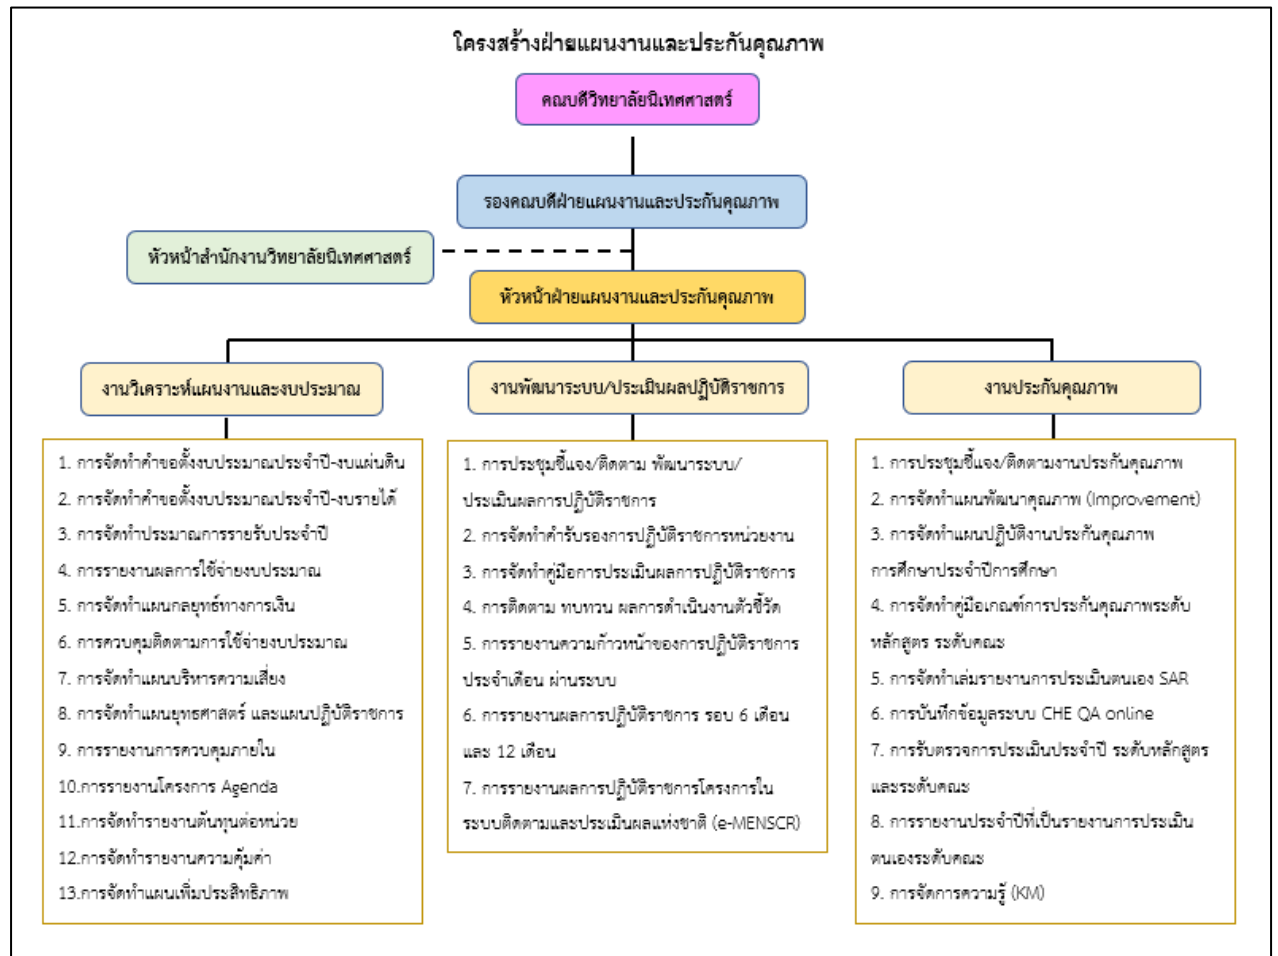 โครงสร้างฝ่ายแผนงานและประกันคุณภาพ
คณบดีวิทยาลัยนิเทศศาสตร์
รองคณบดีฝ่ายแผนงานและประกันคุณภาพ
หัวหน้าสำนักงานวิทยาลัยนิเทศศาสตร์
หัวหน้าฝ่ายแผนงานและประกันคุณภาพ
งานวิเคราะห์แผนงานและงบประมาณ
1. การจัดทำคำขอตั้งงบประมาณประจำปี-งบแผ่นดิน
2. การจัดทำคำขอตั้งงบประมาณประจำปี-งบรายได้
3. การจัดทำประมาณการรายรับประจำปี
4. การรายงานผลการใช้จ่ายงบประมาณ
5. การจัดทำแผนกลยุทธ์ทางการเงิน
6. การควบคุมติดตามการใช้จ่ายงบประมาณ
7. การจัดทำแผนบริหารความเสี่ยง
8. การจัดทำแผนยุทธศาสตร์ และแผนปฏิบัติราชการ
9. การรายงานการควบคุมภายใน
10.การรายงานโครงการ Agenda
11.การจัดทำรายงานต้นทุนต่อหน่วย
12.การจัดทำรายงานความคุ้มค่า
13.การจัดทำแผนเพิ่มประสิทธิภาพ
งานพัฒนาระบบ/ประเมินผลปฏิบัติราชการ
1. การประชุมชี้แจง/ติดตาม พัฒนาระบบ/
ประเมินผลการปฏิบัติราชการ
2. การจัดทำคำรับรองการปฏิบัติราชการหน่วยงาน
3. การจัดทำคู่มือการประเมินผลการปฏิบัติราชการ
4. การติดตาม ทบทวน ผลการดำเนินงานตัวชี้วัด
5. การรายงานความก้าวหน้าของการปฏิบัติราชการ
ประจำเดือน ผ่านระบบ
6. การรายงานผลการปฏิบัติราชการ รอบ 6 เดือน
และ 12 เดือน
7. การรายงานผลการปฏิบัติราชการโครงการใน
ระบบติดตามและประเมินผลแห่งชาติ (e-MENSCR)
งานประกันคุณภาพ
1. การประชุมชี้แจง/ติดตามงานประกันคุณภาพ
2. การจัดทำแผนพัฒนาคุณภาพ (Improvement)
3. การจัดทำแผนปฏิบัติงานประกันคุณภาพ
การศึกษาประจำปีการศึกษา
4. การจัดทำคู่มือเกณฑ์การประกันคุณภาพระดับ
หลักสูตร ระดับคณะ
5. การจัดทำเล่มรายงานการประเมินตนเอง SAR
6. การบันทึกข้อมูลระบบ CHE QA online
7. การรับตรวจการประเมินประจำปี ระดับหลักสูตร
และระดับคณะ
8. การรายงานประจำปีที่เป็นรายงานการประเมิน
ตนเองระดับคณะ
9. การจัดการความรู้ (KM)